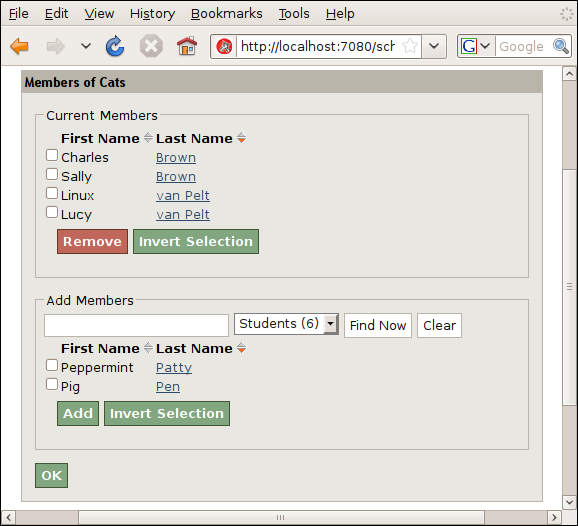 File Edit View History Bookmarks Tools Help
http://localhost:7080/sch G Google
Members of Cats
Current Members
First Name Last Name
Charles Brown
Sally Brown
Linux van Pelt
Lucy van Pelt
Remove Invert Selection
Add Members
Students (6) Find Now Clear
First Name Last Name
Peppermint Patty
Pig Pen
Add Invert Selection
OK